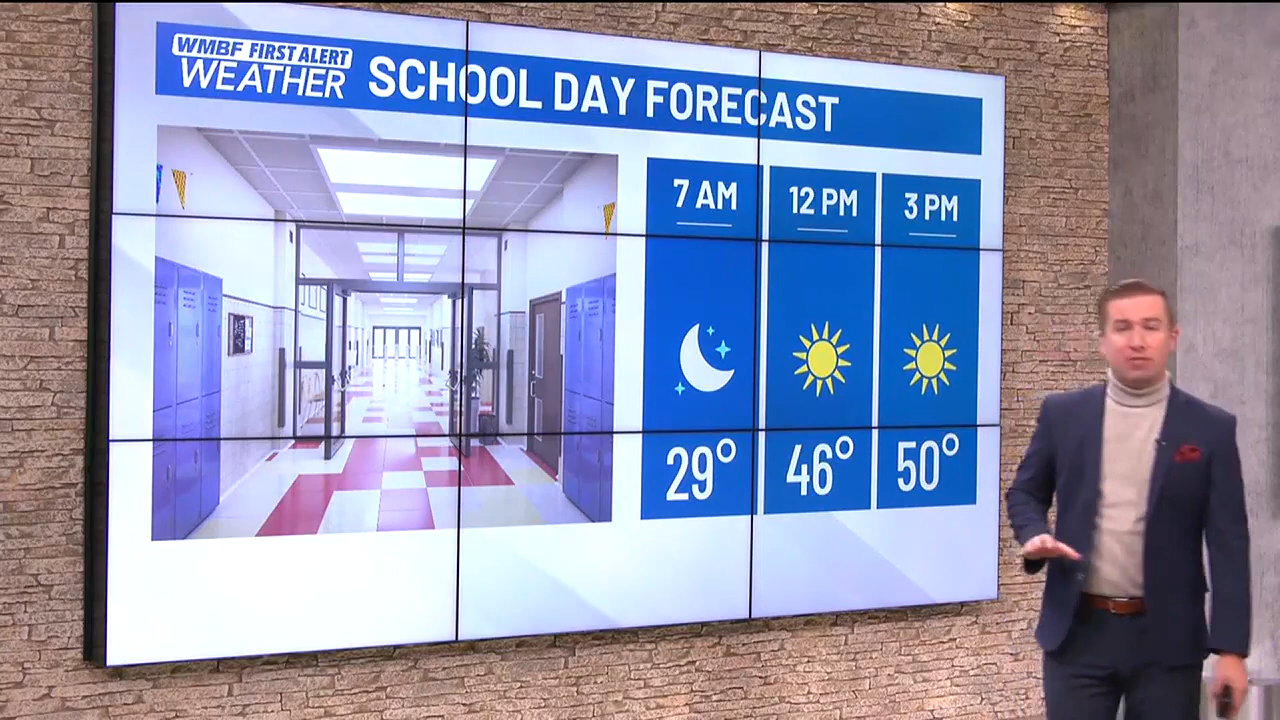 WMBF FIRST ALERT
WEATHER
SCHOOL DAY FORECAST
7 AM
12 PM
3 PM
29°
46°
50°